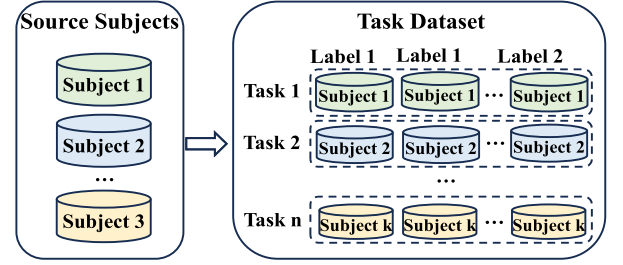 Source Subjects
Subject 1
Subject 2
...
Subject 3
Task Dataset
Label 1 Label 1 Label 2
Task 1 Subject 1 Subject 1 ... Subject 1
Task 2 Subject 2 Subject 2 ... Subject 2
...
Task n Subject k Subject k ... Subject k